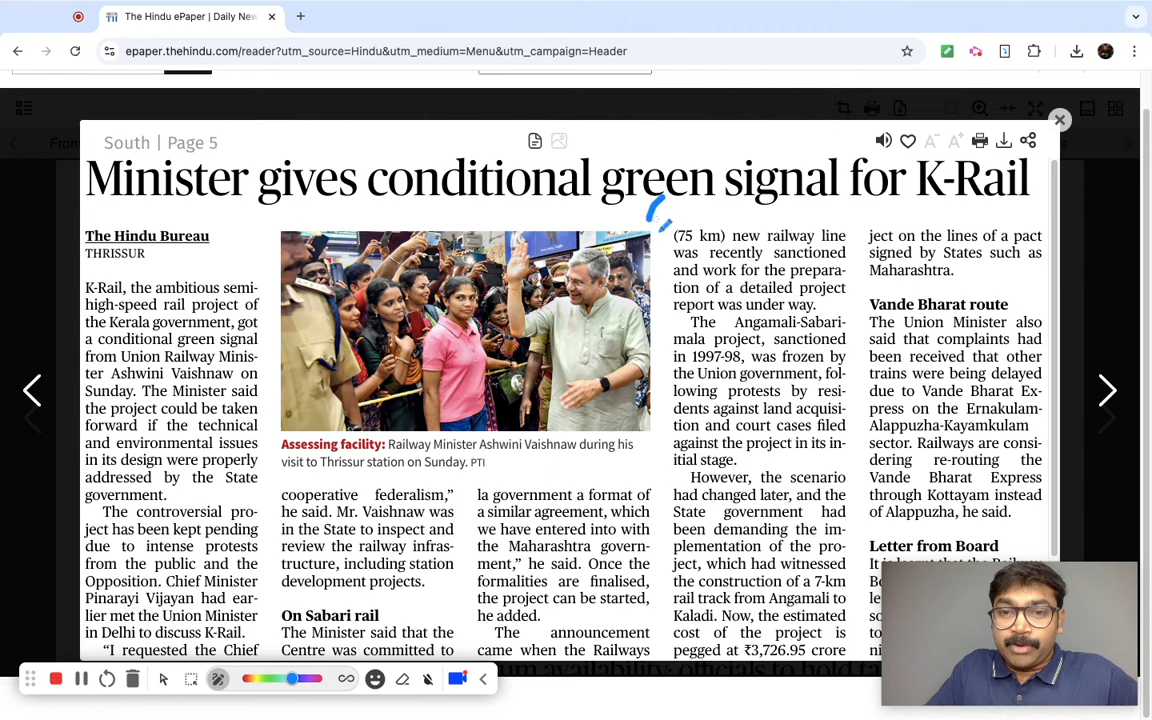 The Hindu ePaper | Daily New
epaper.thehindu.com/reader?utm_source=Hindu&utm_medium=Menu&utm_campaign=Header
South | Page 5
Minister gives conditional green signal for K-Rail
The Hindu Bureau
THRISSUR
K-Rail, the ambitious semi-
high-speed rail project of
the Kerala government, got
a conditional green signal
from Union Railway Minis-
ter Ashwini Vaishnaw on
Sunday. The Minister said
the project could be taken
forward if the technical
and environmental issues
in its design were properly
addressed by the State
government.
The controversial pro-
ject has been kept pending
due to intense protests
from the public and the
Opposition. Chief Minister
Pinarayi Vijayan had ear-
lier met the Union Minister
in Delhi to discuss K-Rail.
“I requested the Chief
Assessing facility: Railway Minister Ashwini Vaishnaw during his
visit to Thrissur station on Sunday. PTI
cooperative federalism,”
he said. Mr. Vaishnaw was
in the State to inspect and
review the railway infras-
tructure, including station
development projects.
On Sabari rail
The Minister said that the
Centre was committed to
la government a format of
a similar agreement, which
we have entered into with
the Maharashtra govern-
ment,” he said. Once the
formalities are finalised,
the project can be started,
he added.
The announcement
came when the Railways
(75 km) new railway line
was recently sanctioned
and work for the prepara-
tion of a detailed project
report was under way.
The Angamali-Sabari-
mala project, sanctioned
in 1997-98, was frozen by
the Union government, fol-
lowing protests by resi-
dents against land acquisi-
tion and court cases filed
against the project in its in-
itial stage.
However, the scenario
had changed later, and the
State government had
been demanding the im-
plementation of the pro-
ject, which had witnessed
the construction of a 7-km
rail track from Angamali to
Kaladi. Now, the estimated
cost of the project is
pegged at ₹3,726.95 crore
ject on the lines of a pact
signed by States such as
Maharashtra.
Vande Bharat route
The Union Minister also
said that complaints had
been received that other
trains were being delayed
due to Vande Bharat Ex-
press on the Ernakulam-
Alappuzha-Kayamkulam
sector. Railways are consi-
dering re-routing the
Vande Bharat Express
through Kottayam instead
of Alappuzha, he said.
Letter from Board